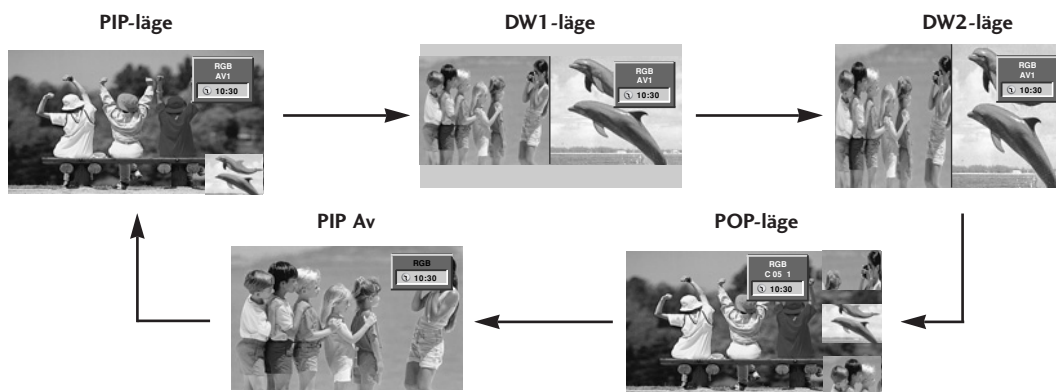 PIP-läge
DW1-läge
DW2-läge
RGB
AV1
10:30
RGB
AV1
10:30
RGB
AV1
10:30
PIP Av
POP-läge
RGB
10:30
RGB
C 05 1
10:30